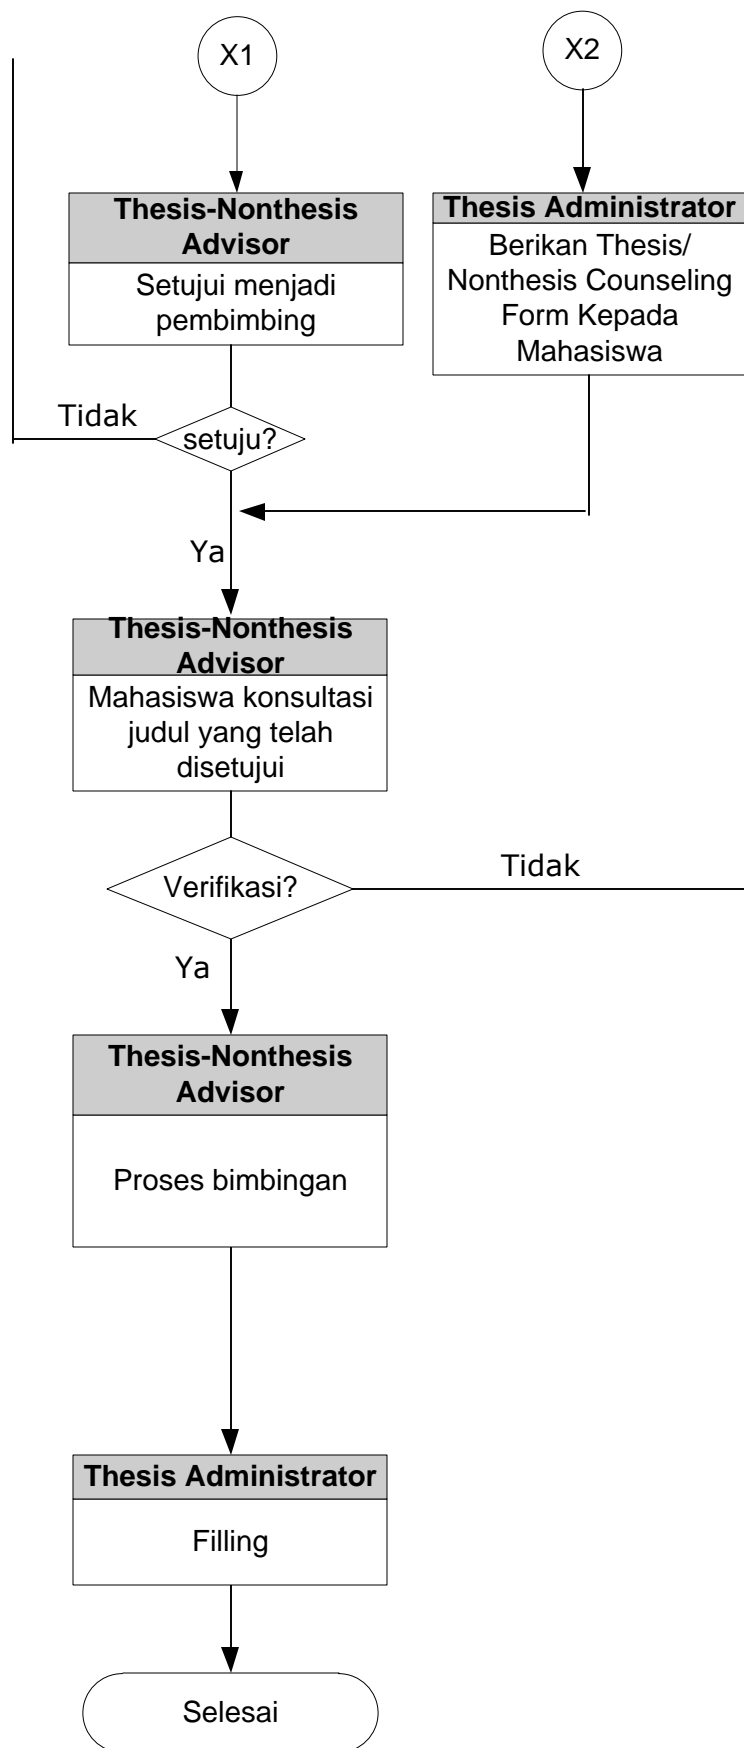 X1
X2
Thesis-Nonthesis
Advisor
Setujui menjadi
pembimbing
Thesis Administrator
Berikan Thesis/
Nonthesis Counseling
Form Kepada
Mahasiswa
Tidak
setuju?
Ya
Thesis-Nonthesis
Advisor
Mahasiswa konsultasi
judul yang telah
disetujui
Verifikasi?
Tidak
Ya
Thesis-Nonthesis
Advisor
Proses bimbingan
Thesis Administrator
Filling
Selesai